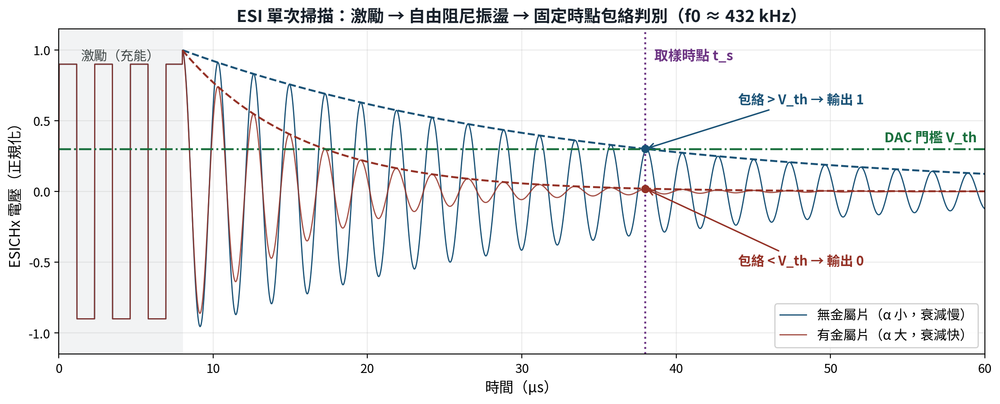 ESI 單次掃描：激勵 → 自由阻尼振盪 → 固定時點包絡判別（f0 ≈ 432 kHz）
激勵（充能）
取樣時點 t_s
包絡 > V_th → 輸出 1
DAC 門檻 V_th
包絡 < V_th → 輸出 0
無金屬片（α 小，衰減慢）
有金屬片（α 大，衰減快）
ESICHx 電壓（正規化）
1.0
0.5
0.0
-0.5
-1.0
0 10 20 30 40 50 60
時間（μs）